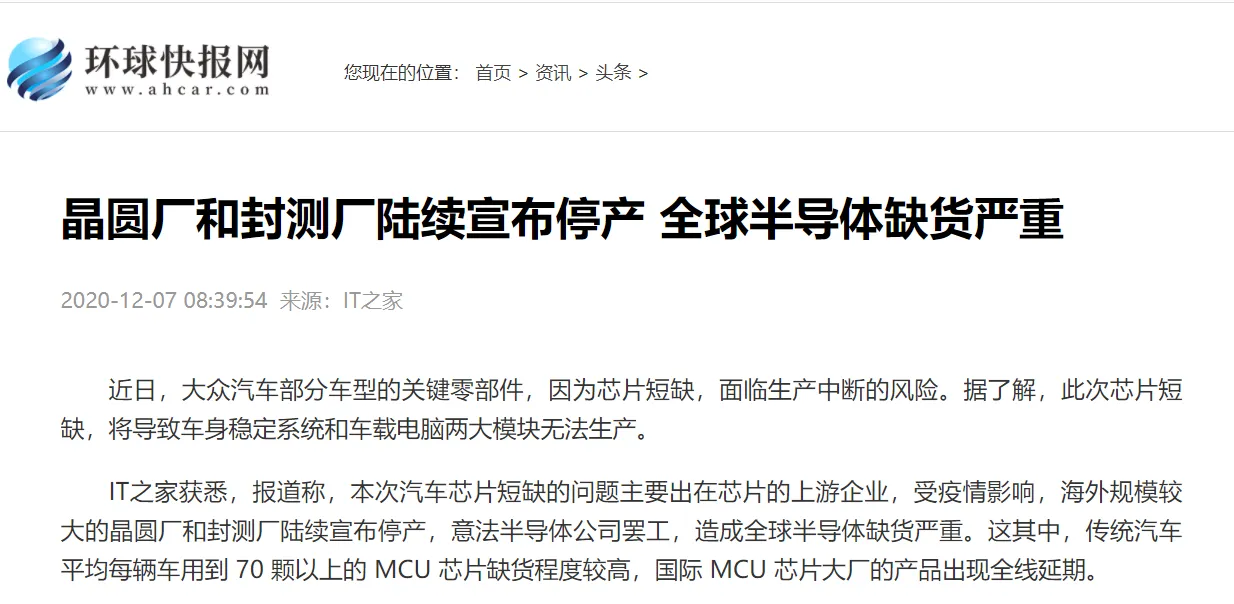 环球快报网
www.ahcar.com
您现在的位置： 首页 > 资讯 > 头条 >
晶圆厂和封测厂陆续宣布停产 全球半导体缺货严重
2020-12-07 08:39:54 来源：IT之家
近日，大众汽车部分车型的关键零部件，因为芯片短缺，面临生产中断的风险。据了解，此次芯片短
缺，将导致车身稳定系统和车载电脑两大模块无法生产。
IT之家获悉，报道称，本次汽车芯片短缺的问题主要出在芯片的上游企业，受疫情影响，海外规模较
大的晶圆厂和封测厂陆续宣布停产，意法半导体公司罢工，造成全球半导体缺货严重。这其中，传统汽车
平均每辆车用到 70 颗以上的 MCU 芯片缺货程度较高，国际 MCU 芯片大厂的产品出现全线延期。